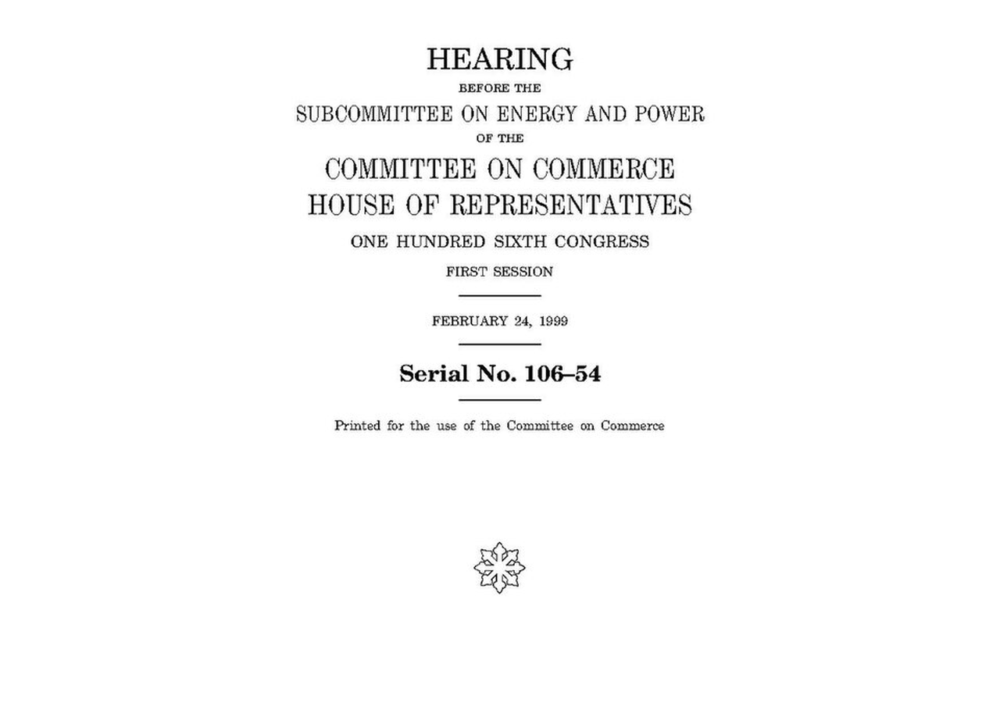 HEARING
BEFORE THE
SUBCOMMITTEE ON ENERGY AND POWER
OF THE
COMMITTEE ON COMMERCE
HOUSE OF REPRESENTATIVES
ONE HUNDRED SIXTH CONGRESS
FIRST SESSION
FEBRUARY 24, 1999
Serial No. 106–54
Printed for the use of the Committee on Commerce